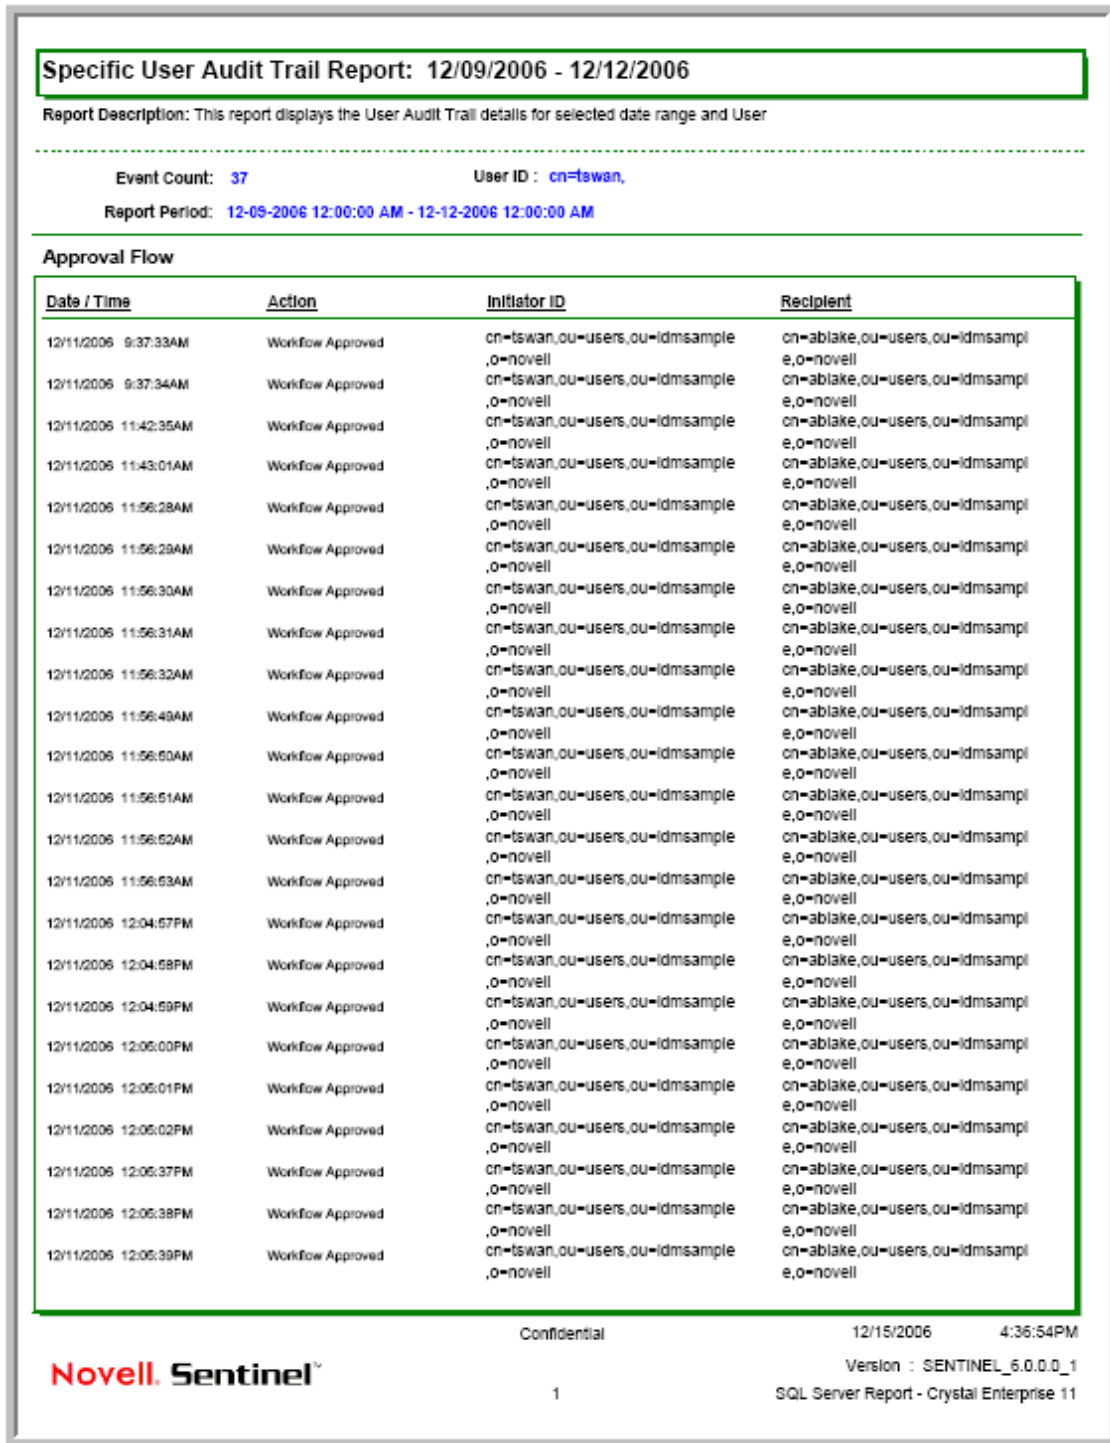 Specific User Audit Trail Report: 12/09/2006 - 12/12/2006
Report Description: This report displays the User Audit Trail details for selected date range and User
Event Count: 37 User ID : cn=tswan,
Report Period: 12-09-2006 12:00:00 AM - 12-12-2006 12:00:00 AM
Approval Flow
Date / Time Action Initiator ID Recipient
12/11/2006 9:37:33AM Workflow Approved cn=tswan,ou=users,ou=idmsample cn=ablake,ou=users,ou=idmsampl
,o=novell e,o=novell
12/11/2006 9:37:34AM Workflow Approved cn=tswan,ou=users,ou=idmsample cn=ablake,ou=users,ou=idmsampl
,o=novell e,o=novell
12/11/2006 11:42:35AM Workflow Approved cn=tswan,ou=users,ou=idmsample cn=ablake,ou=users,ou=idmsampl
,o=novell e,o=novell
12/11/2006 11:43:01AM Workflow Approved cn=tswan,ou=users,ou=idmsample cn=ablake,ou=users,ou=idmsampl
,o=novell e,o=novell
12/11/2006 11:56:28AM Workflow Approved cn=tswan,ou=users,ou=idmsample cn=ablake,ou=users,ou=idmsampl
,o=novell e,o=novell
12/11/2006 11:56:29AM Workflow Approved cn=tswan,ou=users,ou=idmsample cn=ablake,ou=users,ou=idmsampl
,o=novell e,o=novell
12/11/2006 11:56:30AM Workflow Approved cn=tswan,ou=users,ou=idmsample cn=ablake,ou=users,ou=idmsampl
,o=novell e,o=novell
12/11/2006 11:56:31AM Workflow Approved cn=tswan,ou=users,ou=idmsample cn=ablake,ou=users,ou=idmsampl
,o=novell e,o=novell
12/11/2006 11:56:32AM Workflow Approved cn=tswan,ou=users,ou=idmsample cn=ablake,ou=users,ou=idmsampl
,o=novell e,o=novell
12/11/2006 11:56:49AM Workflow Approved cn=tswan,ou=users,ou=idmsample cn=ablake,ou=users,ou=idmsampl
,o=novell e,o=novell
12/11/2006 11:56:50AM Workflow Approved cn=tswan,ou=users,ou=idmsample cn=ablake,ou=users,ou=idmsampl
,o=novell e,o=novell
12/11/2006 11:56:51AM Workflow Approved cn=tswan,ou=users,ou=idmsample cn=ablake,ou=users,ou=idmsampl
,o=novell e,o=novell
12/11/2006 11:56:52AM Workflow Approved cn=tswan,ou=users,ou=idmsample cn=ablake,ou=users,ou=idmsampl
,o=novell e,o=novell
12/11/2006 11:56:53AM Workflow Approved cn=tswan,ou=users,ou=idmsample cn=ablake,ou=users,ou=idmsampl
,o=novell e,o=novell
12/11/2006 12:04:57PM Workflow Approved cn=tswan,ou=users,ou=idmsample cn=ablake,ou=users,ou=idmsampl
,o=novell e,o=novell
12/11/2006 12:04:58PM Workflow Approved cn=tswan,ou=users,ou=idmsample cn=ablake,ou=users,ou=idmsampl
,o=novell e,o=novell
12/11/2006 12:04:59PM Workflow Approved cn=tswan,ou=users,ou=idmsample cn=ablake,ou=users,ou=idmsampl
,o=novell e,o=novell
12/11/2006 12:05:00PM Workflow Approved cn=tswan,ou=users,ou=idmsample cn=ablake,ou=users,ou=idmsampl
,o=novell e,o=novell
12/11/2006 12:05:01PM Workflow Approved cn=tswan,ou=users,ou=idmsample cn=ablake,ou=users,ou=idmsampl
,o=novell e,o=novell
12/11/2006 12:05:02PM Workflow Approved cn=tswan,ou=users,ou=idmsample cn=ablake,ou=users,ou=idmsampl
,o=novell e,o=novell
12/11/2006 12:05:37PM Workflow Approved cn=tswan,ou=users,ou=idmsample cn=ablake,ou=users,ou=idmsampl
,o=novell e,o=novell
12/11/2006 12:05:38PM Workflow Approved cn=tswan,ou=users,ou=idmsample cn=ablake,ou=users,ou=idmsampl
,o=novell e,o=novell
12/11/2006 12:05:39PM Workflow Approved cn=tswan,ou=users,ou=idmsample cn=ablake,ou=users,ou=idmsampl
,o=novell e,o=novell
Confidential 12/15/2006 4:36:54PM
Novell. Sentinel™ Version : SENTINEL_6.0.0.0_1
1 SQL Server Report - Crystal Enterprise 11